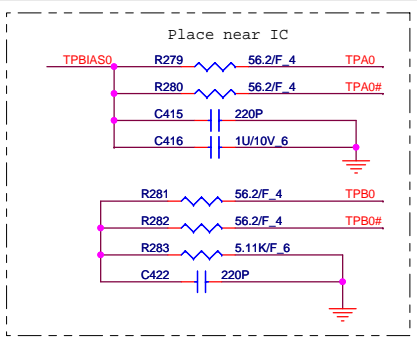 Place near IC
TPBIAS0 R279 56.2/F_4 TPA0
R280 56.2/F_4 TPA0#
C415 220P
C416 1U/10V_6
R281 56.2/F_4 TPB0
R282 56.2/F_4 TPB0#
R283 5.11K/F_6
C422 220P